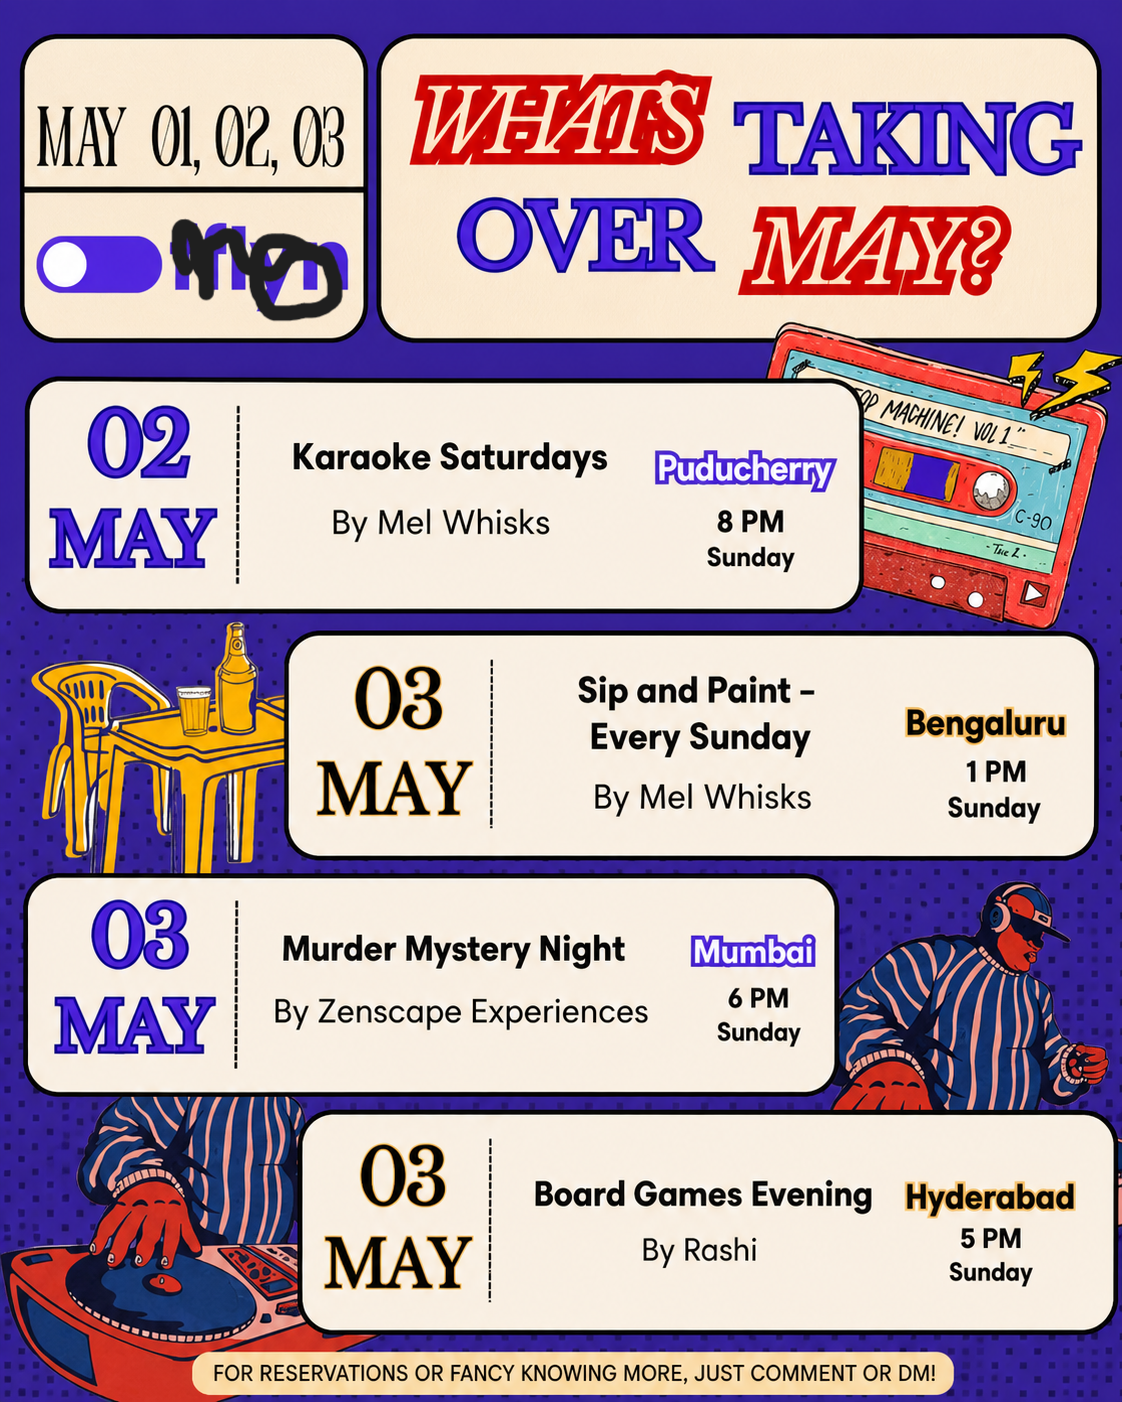 MAY 01, 02, 03
WHAT'S TAKING
OVER MAY?
TOP MACHINE! VOL 1"
C-90
02
MAY
Karaoke Saturdays
By Mel Whisks
Puducherry
8 PM
Sunday
03
MAY
Sip and Paint –
Every Sunday
By Mel Whisks
Bengaluru
1 PM
Sunday
03
MAY
Murder Mystery Night
By Zenscape Experiences
Mumbai
6 PM
Sunday
03
MAY
Board Games Evening
By Rashi
Hyderabad
5 PM
Sunday
FOR RESERVATIONS OR FANCY KNOWING MORE, JUST COMMENT OR DM!